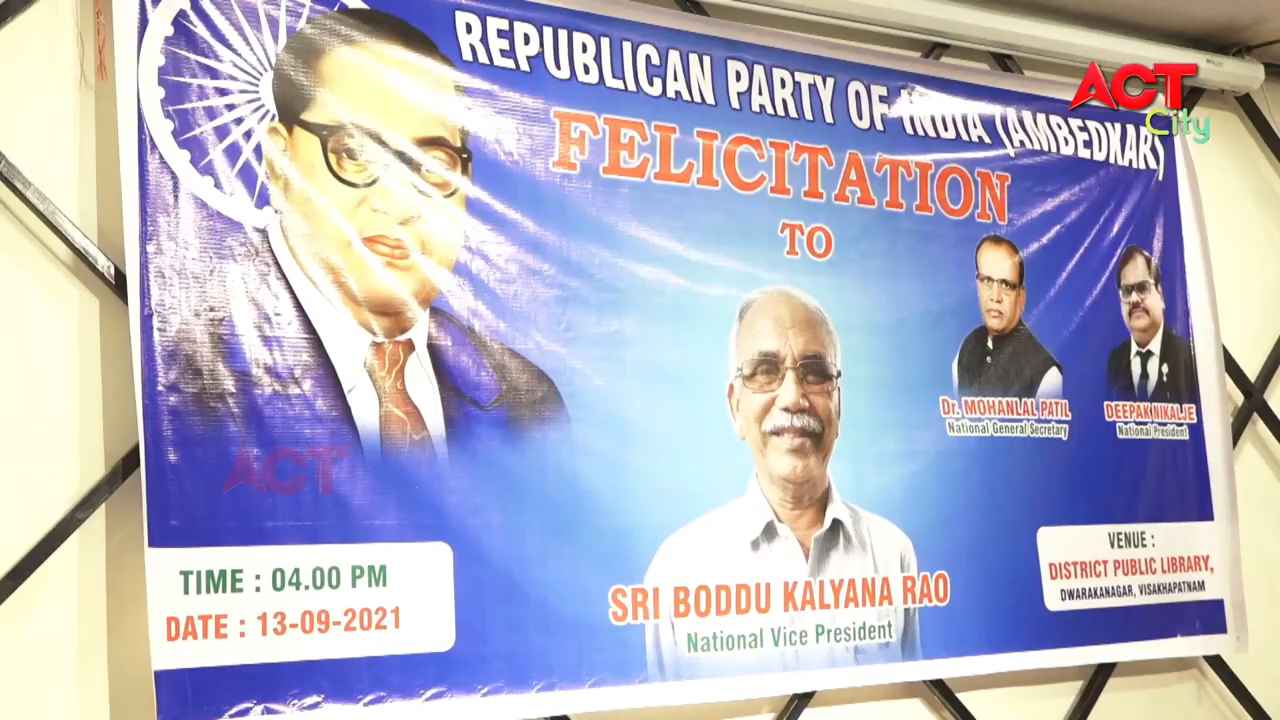 REPUBLICAN PARTY OF INDIA (AMBEDKAR)
FELICITATION
TO
Dr. MOHANLAL PATIL
National General Secretary
DEEPAK NIKALJE
National President
SRI BODDU KALYANA RAO
National Vice President
TIME : 04.00 PM
DATE : 13-09-2021
VENUE :
DISTRICT PUBLIC LIBRARY,
DWARAKANAGAR, VISAKHAPATNAM
ACT
City
ACT